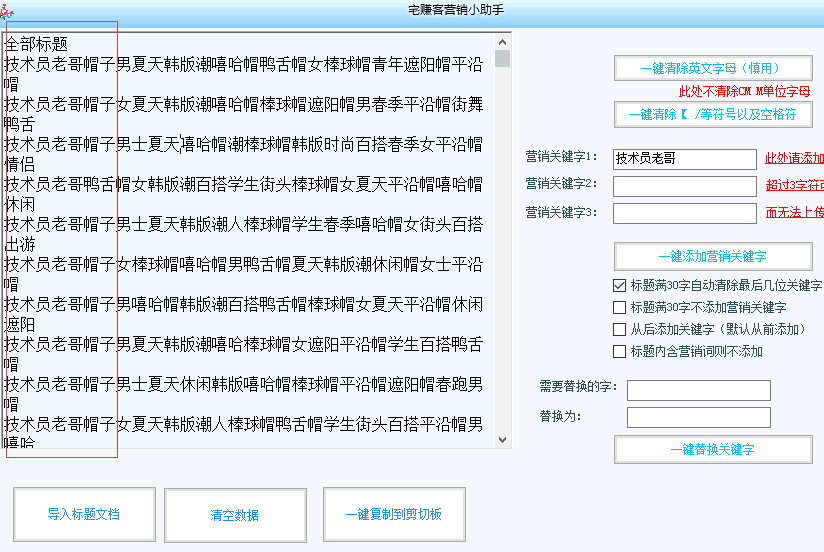 宅赚客营销小助手
全部标题
技术员老哥帽子男夏天韩版潮嘻哈帽鸭舌帽女棒球帽青年遮阳帽平沿
帽
技术员老哥帽子女夏天韩版潮嘻哈帽棒球帽遮阳帽男春季平沿帽街舞
鸭舌
技术员老哥帽子男士夏天嘻哈帽潮棒球帽韩版时尚百搭春季女平沿帽
情侣
技术员老哥鸭舌帽女韩版潮百搭学生街头棒球帽女夏天平沿帽嘻哈帽
休闲
技术员老哥帽子男士夏天韩版潮人棒球帽学生春季嘻哈帽女街头百搭
出游
技术员老哥帽子女棒球帽嘻哈帽男鸭舌帽夏天韩版潮休闲帽女士平沿
帽
技术员老哥帽子男嘻哈帽韩版潮百搭鸭舌帽棒球帽女夏天平沿帽休闲
遮阳
技术员老哥帽子男夏天韩版潮嘻哈棒球帽女遮阳平沿帽学生百搭鸭舌
帽
技术员老哥帽子男士夏天休闲韩版嘻哈帽棒球帽平沿帽遮阳帽春跑男
帽
技术员老哥帽子女夏天韩版潮人棒球帽鸭舌帽学生街头百搭平沿帽男
嘻哈
一键清除英文字母（慎用）
此处不清除CM M单位字母
一键清除【 /等符号以及空格符
营销关键字1： 技术员老哥 此处请添加
营销关键字2： 超过3字符可
营销关键字3： 而无法上传
一键添加营销关键字
标题满30字自动清除最后几位关键字
标题满30字不添加营销关键字
从后添加关键字（默认从前添加）
标题内含营销词则不添加
需要替换的字：
替换为：
一键替换关键字
导入标题文档
清空数据
一键复制到剪切板